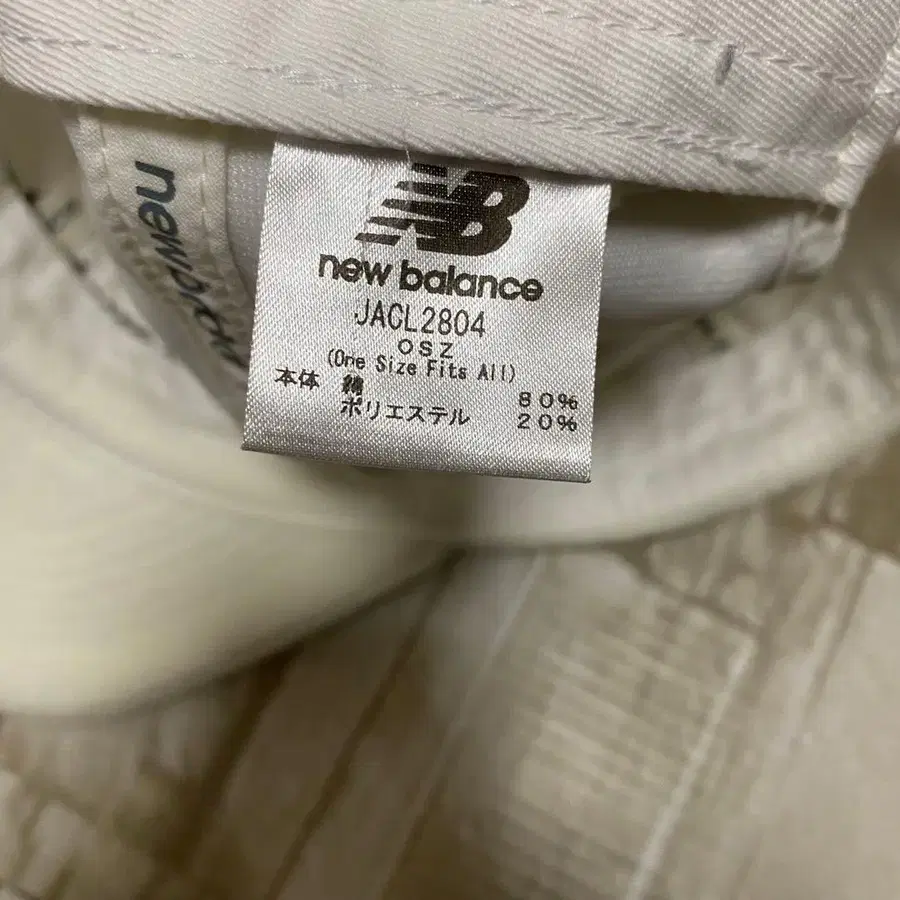 NB
new balance
JACL2804
OSZ
(One Size Fits All)
本体 綿 80%
ポリエステル 20%
new